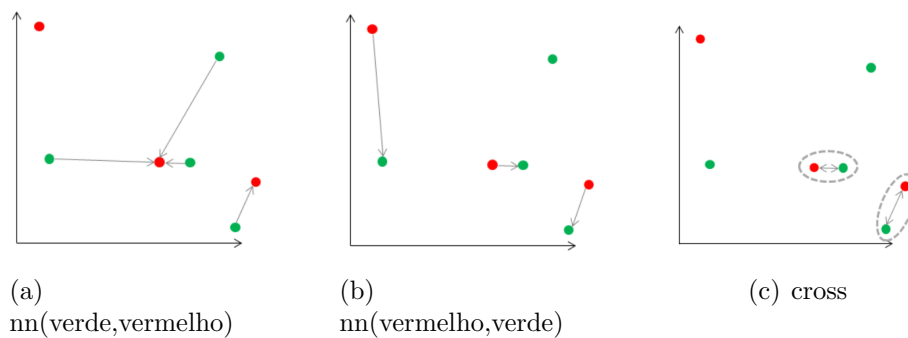 (a)
nn(verde,vermelho)
(b)
nn(vermelho,verde)
(c) cross